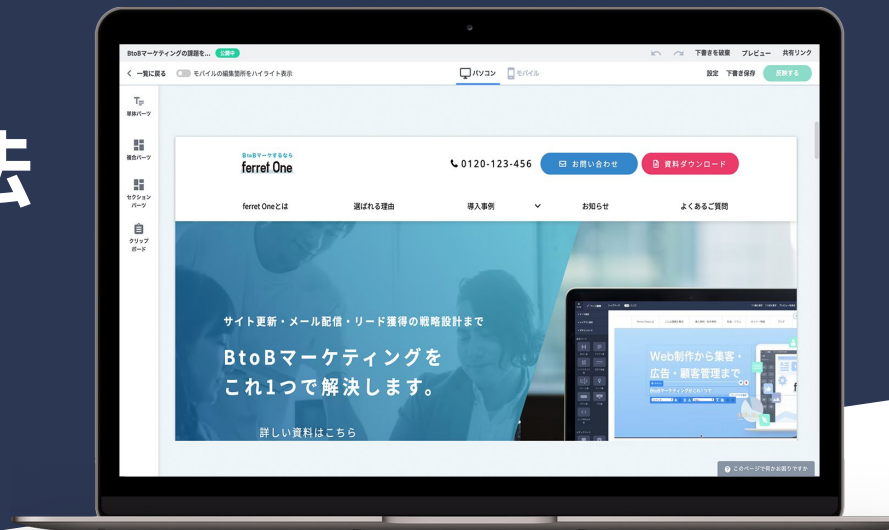 法
BtoBマーケティングの課題を... 公開中
下書きを破棄 プレビュー 共有リンク
一覧に戻る モバイルの編集箇所をハイライト表示
パソコン モバイル
設定 下書き保存 反映する
単体パーツ
複合パーツ
セクション
パーツ
クリップ
ボード
BtoBマーケするなら
ferret One
0120-123-456 お問い合わせ 資料ダウンロード
ferret Oneとは 選ばれる理由 導入事例 お知らせ よくあるご質問
サイト更新・メール配信・リード獲得の戦略設計まで
BtoBマーケティングを
これ1つで解決します。
詳しい資料はこちら
Web制作から集客・
広告・顧客管理まで
このページで何かお困りですか